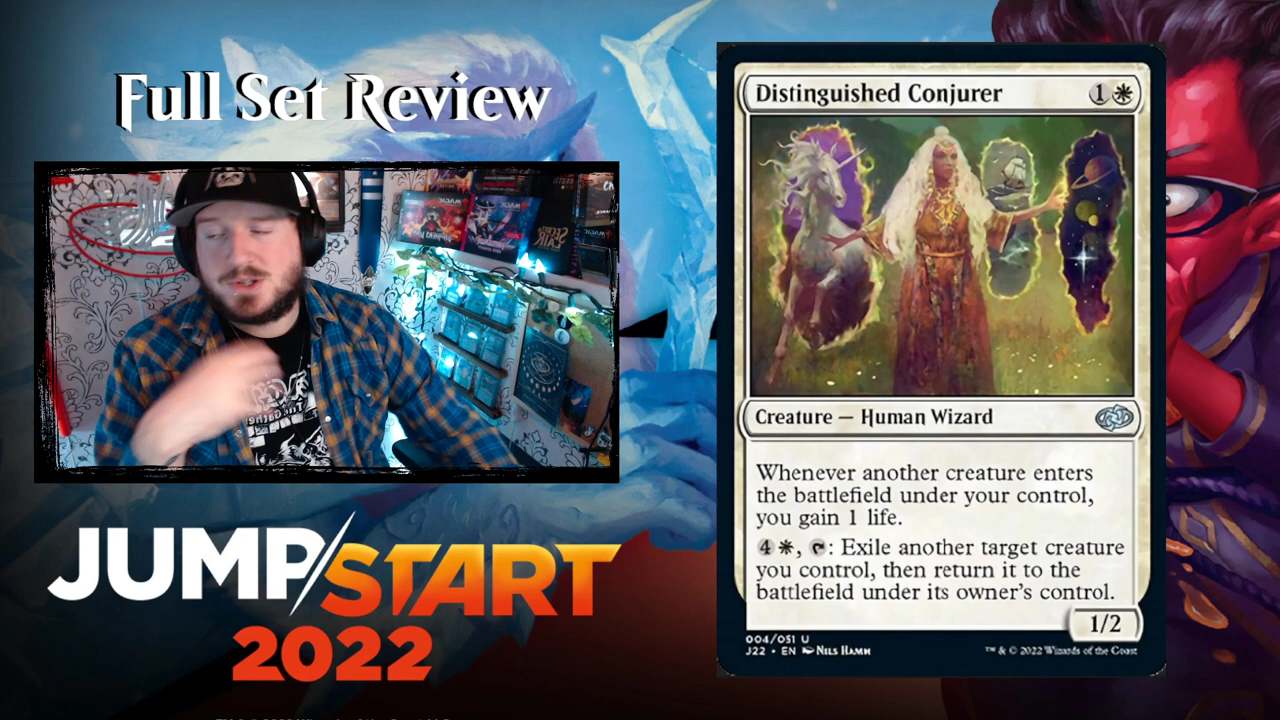 Full Set Review
JUMP/START
2022
Distinguished Conjurer 1
Creature — Human Wizard
Whenever another creature enters
the battlefield under your control,
you gain 1 life.
4, : Exile another target creature
you control, then return it to the
battlefield under its owner's control.
1/2
004/051 U
J22 • EN Nils Hamm
™ & © 2022 Wizards of the Coast